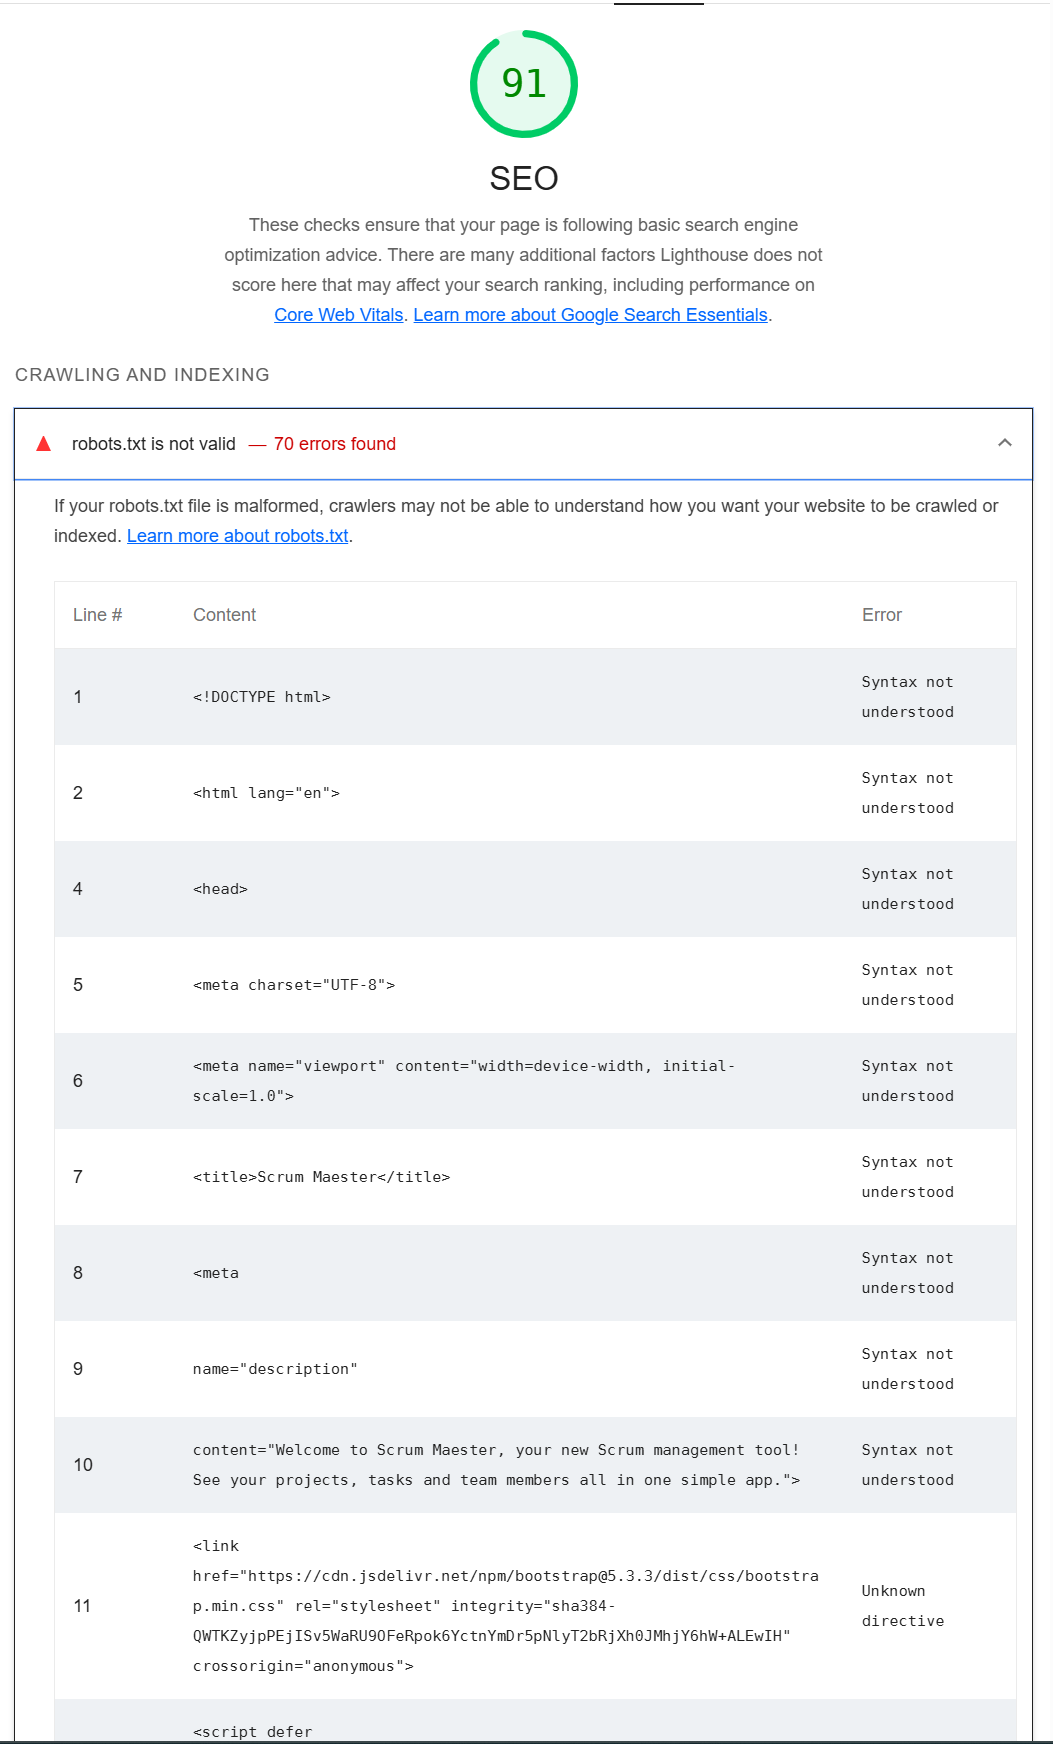 91
SEO
These checks ensure that your page is following basic search engine
optimization advice. There are many additional factors Lighthouse does not
score here that may affect your search ranking, including performance on
Core Web Vitals. Learn more about Google Search Essentials.
CRAWLING AND INDEXING
robots.txt is not valid — 70 errors found
If your robots.txt file is malformed, crawlers may not be able to understand how you want your website to be crawled or
indexed. Learn more about robots.txt.
Line # Content Error
1 <!DOCTYPE html> Syntax not
understood
2 <html lang="en"> Syntax not
understood
4 <head> Syntax not
understood
5 <meta charset="UTF-8"> Syntax not
understood
6 <meta name="viewport" content="width=device-width, initial-
scale=1.0"> Syntax not
understood
7 <title>Scrum Maester</title> Syntax not
understood
8 <meta Syntax not
understood
9 name="description" Syntax not
understood
10 content="Welcome to Scrum Maester, your new Scrum management tool!
See your projects, tasks and team members all in one simple app."> Syntax not
understood
11 <link
href="https://cdn.jsdelivr.net/npm/bootstrap@5.3.3/dist/css/bootstra
p.min.css" rel="stylesheet" integrity="sha384-
QWTKZyjpPEjISv5WaRU9OFeRpok6YctnYmDr5pNlyT2bRjXh0JMhjY6hW+ALEwIH"
crossorigin="anonymous"> Unknown
directive
<script defer